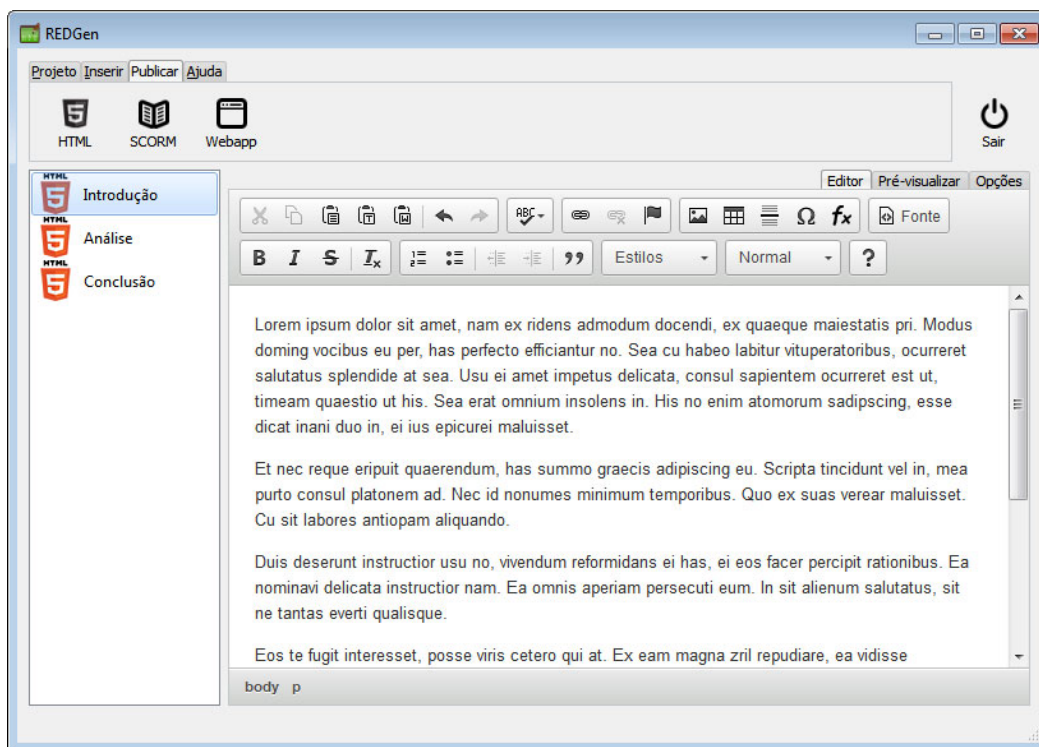 REDGen
Projeto Inserir Publicar Ajuda
HTML SCORM Webapp
Sair
HTML Introdução
HTML Análise
HTML Conclusão
Editor Pré-visualizar Opções
ABC
Ω fx Fonte
B I S Ix
Estilos Normal ?
Lorem ipsum dolor sit amet, nam ex ridens admodum docendi, ex quaeque maiestatis pri. Modus
doming vocibus eu per, has perfecto efficiantur no. Sea cu habeo labitur vituperatoribus, ocurreret
salutatus splendide at sea. Usu ei amet impetus delicata, consul sapientem ocurreret est ut,
timeam quaestio ut his. Sea erat omnium insolens in. His no enim atomorum sadipscing, esse
dicat inani duo in, ei ius epicurei maluisset.
Et nec reque eripuit quaerendum, has summo graecis adipiscing eu. Scripta tincidunt vel in, mea
purto consul platonem ad. Nec id nonumes minimum temporibus. Quo ex suas verear maluisset.
Cu sit labores antiopam aliquando.
Duis deserunt instructior usu no, vivendum reformidans ei has, ei eos facer percipit rationibus. Ea
nominavi delicata instructior nam. Ea omnis aperiam persecuti eum. In sit alienum salutatus, sit
ne tantas everti qualisque.
Eos te fugit interesset, posse viris cetero qui at. Ex eam magna zril repudiare, ea vidisse
body p